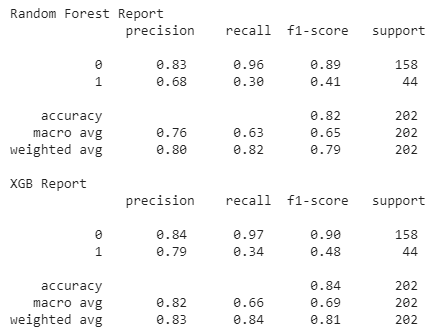 Random Forest Report
precision recall f1-score support
0 0.83 0.96 0.89 158
1 0.68 0.30 0.41 44
accuracy 0.82 202
macro avg 0.76 0.63 0.65 202
weighted avg 0.80 0.82 0.79 202
XGB Report
precision recall f1-score support
0 0.84 0.97 0.90 158
1 0.79 0.34 0.48 44
accuracy 0.84 202
macro avg 0.82 0.66 0.69 202
weighted avg 0.83 0.84 0.81 202